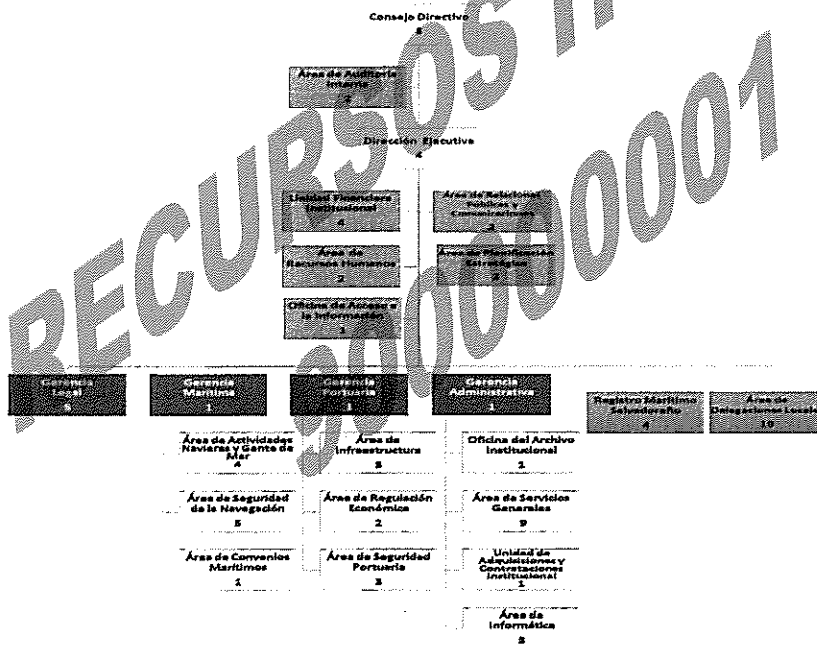 Consejo Directivo
Área de Auditoría
Interna
2
Dirección Ejecutiva
4
Unidad Financiera
Institucional
4
Área de Relaciones
Públicas y
Comunicaciones
Área de
Recursos Humanos
2
Área de Planificación
Estratégica
Oficina de Acceso a
la Información
1
Gerencia
Legal
5
Gerencia
Marítima
1
Gerencia
Portuaria
1
Gerencia
Administrativa
1
Registro Marítimo
Salvadoreño
4
Área de
Delegaciones Locales
10
Área de Actividades
Navieras y Gente de
Mar
4
Área de
Infraestructura
3
Oficina del Archivo
Institucional
1
Área de Seguridad
de la Navegación
5
Área de Regulación
Económica
2
Área de Servicios
Generales
9
Área de Convenios
Marítimos
1
Área de Seguridad
Portuaria
3
Unidad de
Adquisiciones y
Contrataciones
Institucional
1
Área de
Informática
3
RECURSOS